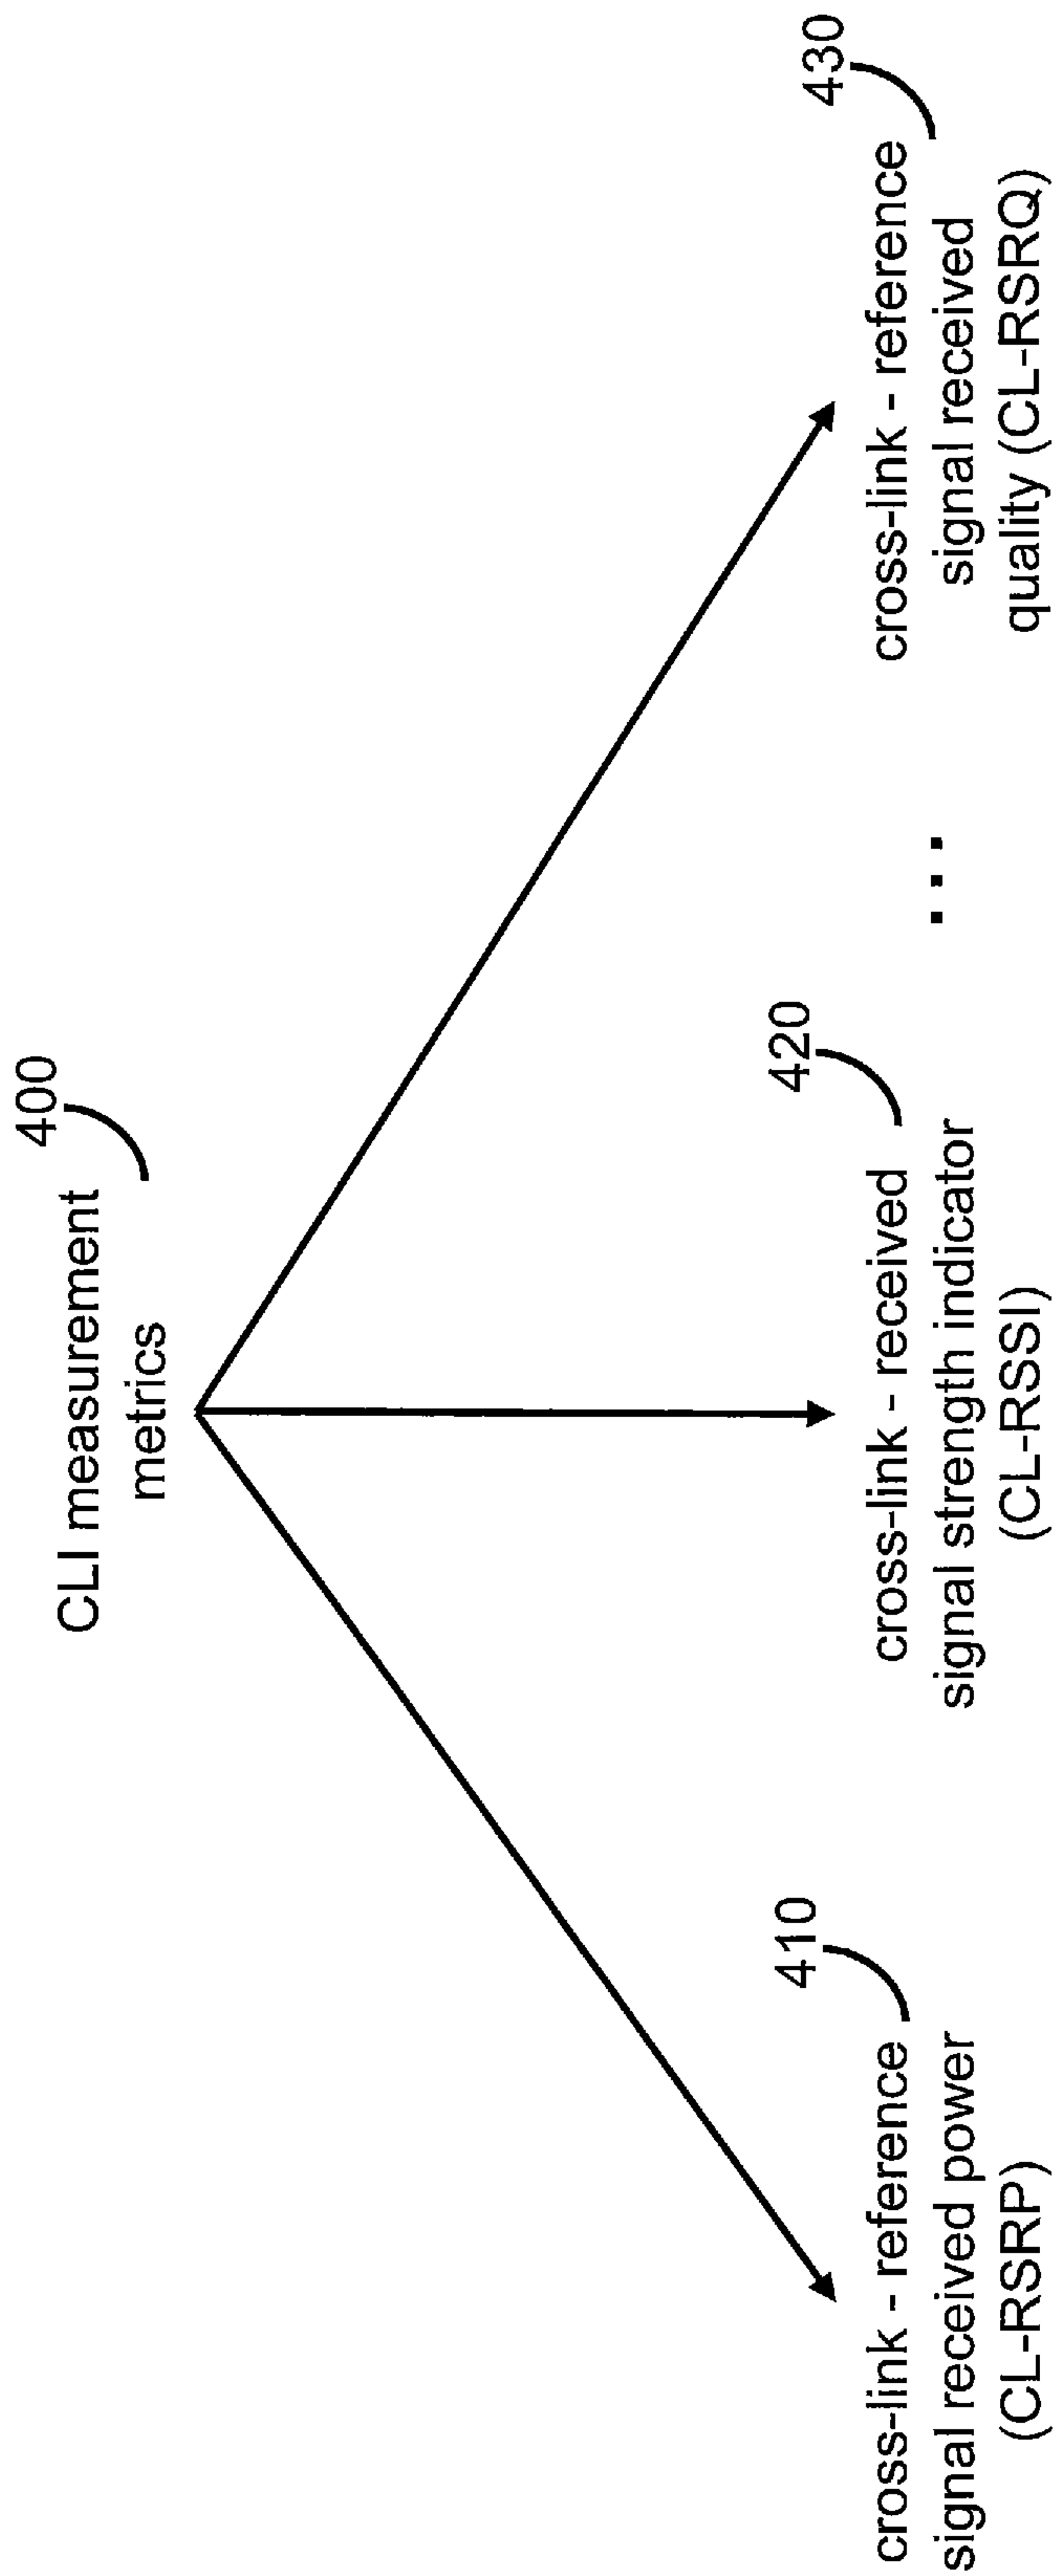 400
CLI measurement
metrics
410
cross-link - reference
signal received power
(CL-RSRP)
420
cross-link - received
signal strength indicator
(CL-RSSI)
...
430
cross-link - reference
signal received
quality (CL-RSRQ)